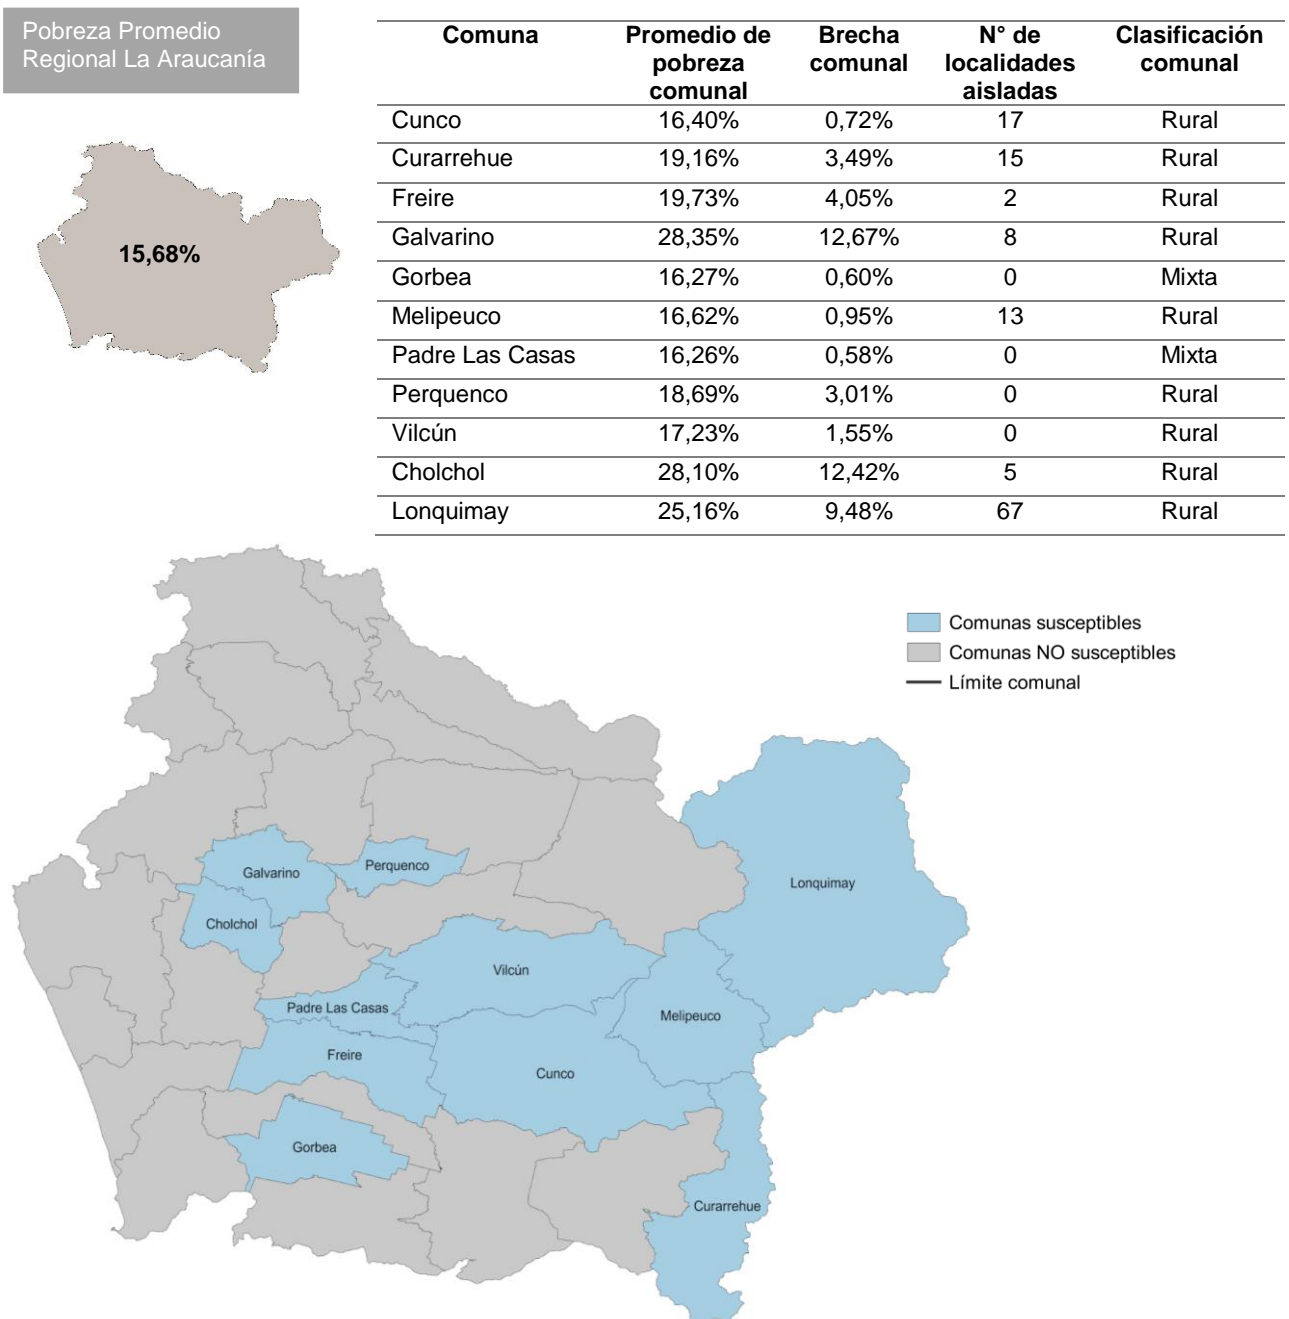 Pobreza Promedio
Regional La Araucanía
15,68%
Comuna Promedio de pobreza comunal Brecha comunal N° de localidades aisladas Clasificación comunal
Cunco 16,40% 0,72% 17 Rural
Curarrehue 19,16% 3,49% 15 Rural
Freire 19,73% 4,05% 2 Rural
Galvarino 28,35% 12,67% 8 Rural
Gorbea 16,27% 0,60% 0 Mixta
Melipeuco 16,62% 0,95% 13 Rural
Padre Las Casas 16,26% 0,58% 0 Mixta
Perquenco 18,69% 3,01% 0 Rural
Vilcún 17,23% 1,55% 0 Rural
Cholchol 28,10% 12,42% 5 Rural
Lonquimay 25,16% 9,48% 67 Rural
Comunas susceptibles
Comunas NO susceptibles
Límite comunal
Galvarino
Perquenco
Lonquimay
Cholchol
Vilcún
Padre Las Casas
Melipeuco
Freire
Cunco
Gorbea
Curarrehue